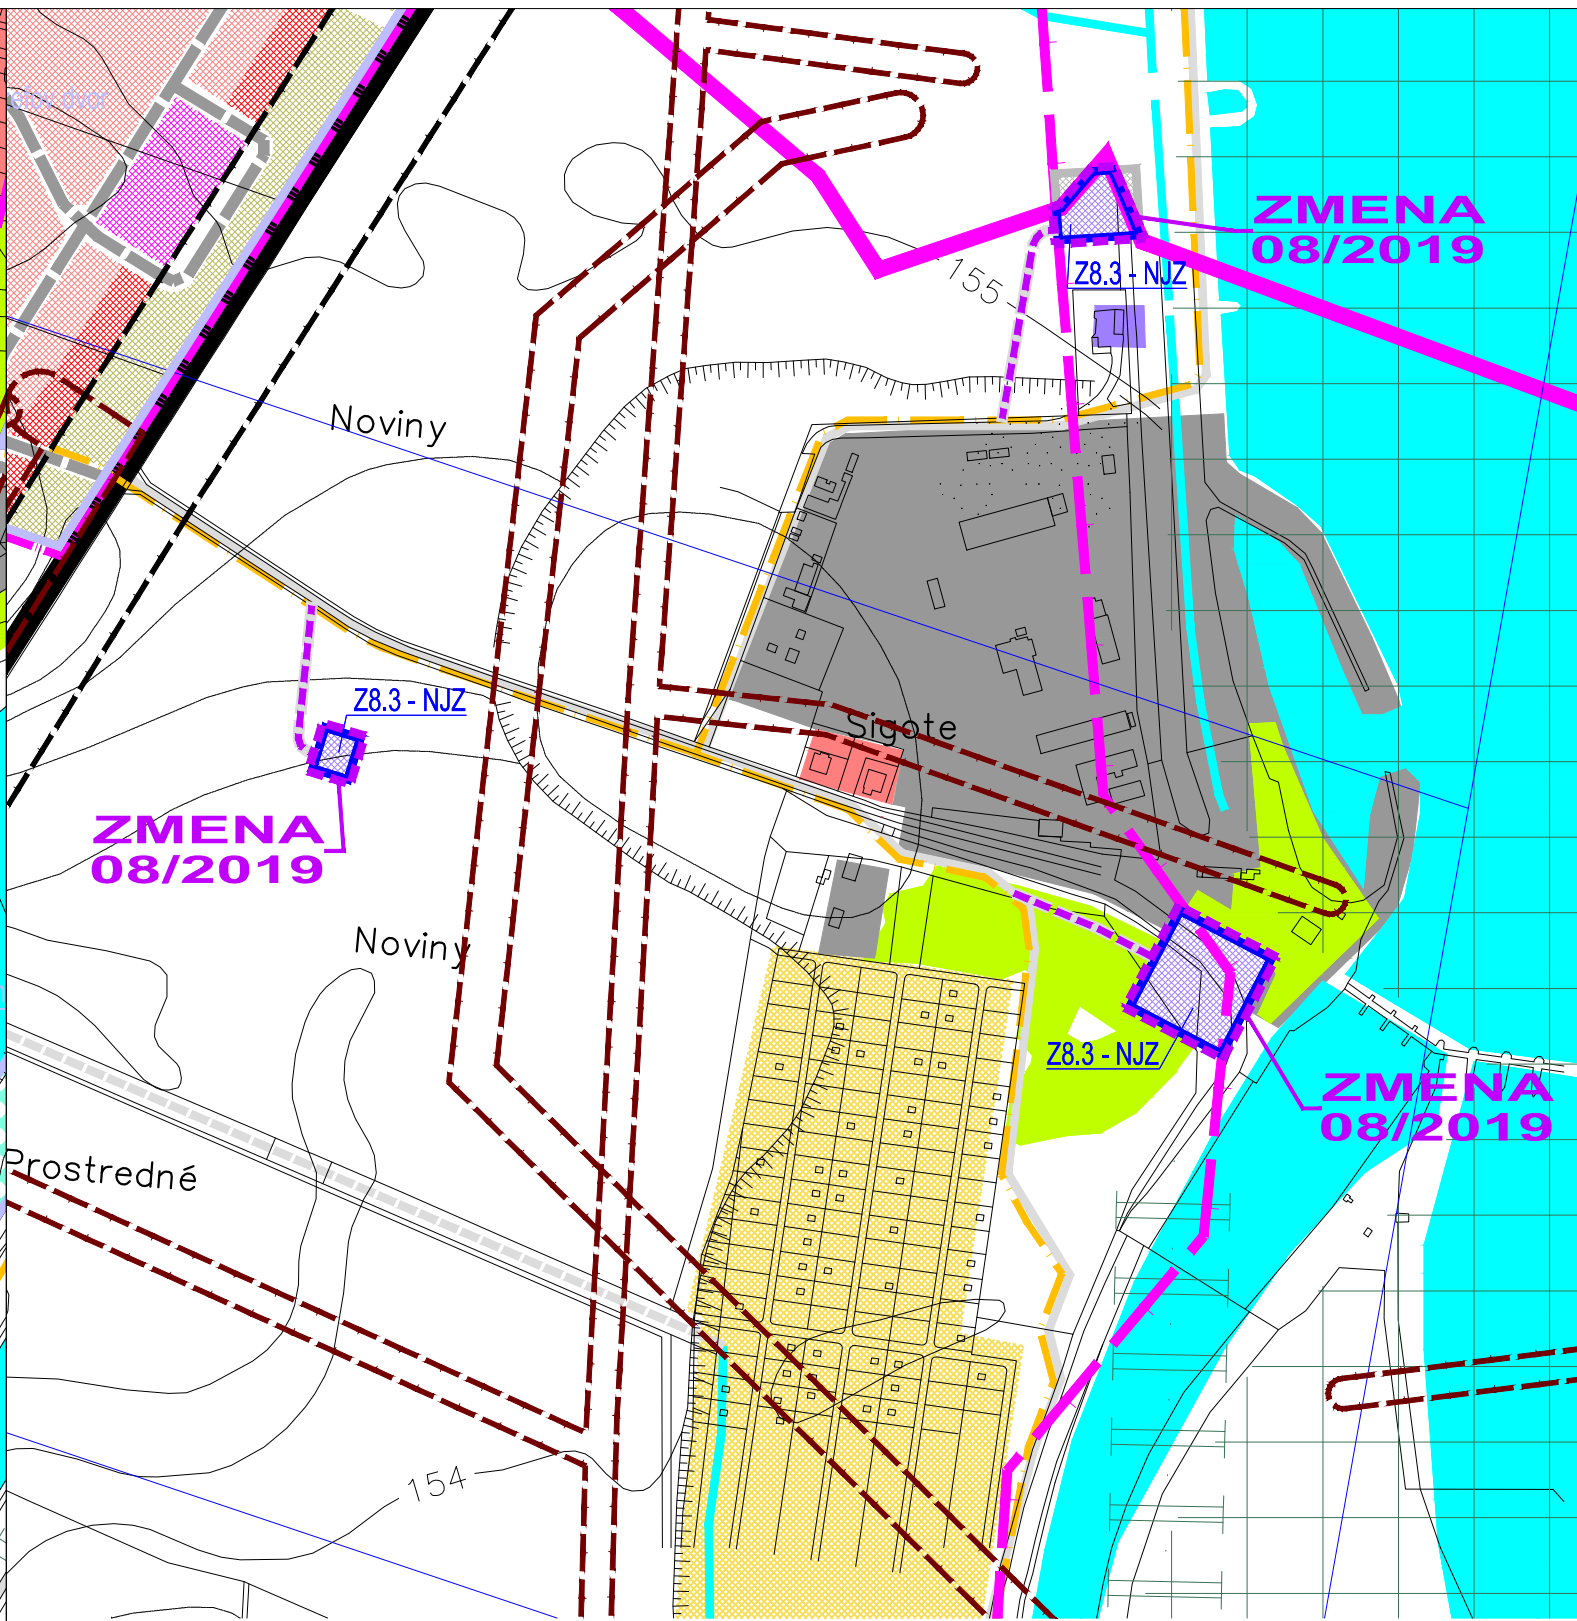 dvor
ZMENA
08/2019
Z8.3 - NJZ
155
Noviny
Z8.3 - NJZ
Sigote
ZMENA
08/2019
Noviny
Z8.3 - NJZ
ZMENA
08/2019
Prostredné
154